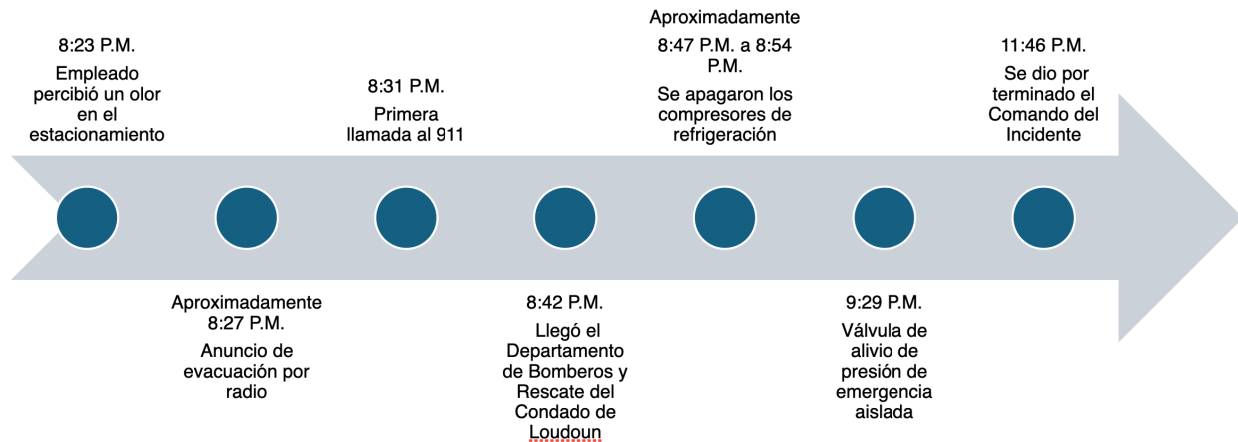 8:23 P.M.
Empleado
percibió un olor
en el
estacionamiento
Aproximadamente
8:27 P.M.
Anuncio de
evacuación por
radio
8:31 P.M.
Primera
llamada al 911
8:42 P.M.
Llegó el
Departamento
de Bomberos y
Rescate del
Condado de
Loudoun
Aproximadamente
8:47 P.M. a 8:54
P.M.
Se apagaron los
compresores de
refrigeración
9:29 P.M.
Válvula de
alivio de
presión de
emergencia
aislada
11:46 P.M.
Se dio por
terminado el
Comando del
Incidente